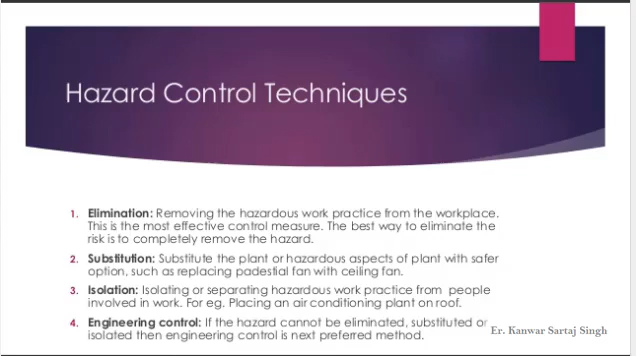 Hazard Control Techniques
1. Elimination: Removing the hazardous work practice from the workplace.
This is the most effective control measure. The best way to eliminate the
risk is to completely remove the hazard.
2. Substitution: Substitute the plant or hazardous aspects of plant with safer
option, such as replacing padestial fan with ceiling fan.
3. Isolation: Isolating or separating hazardous work practice from people
involved in work. For eg. Placing an air conditioning plant on roof.
4. Engineering control: If the hazard cannot be eliminated, substituted or
isolated then engineering control is next preferred method.
Er. Kanwar Sartaj Singh